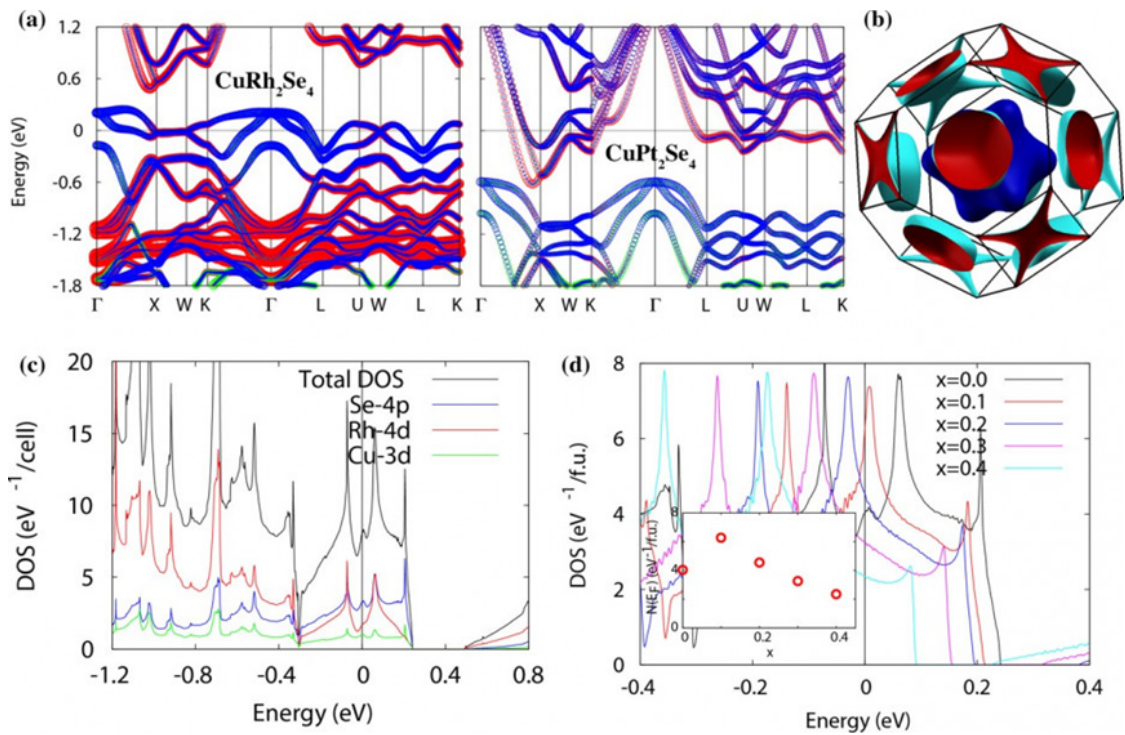 (a)
(b)
1.2
0.6
0
-0.6
-1.2
-1.8
Energy (eV)
CuRh2Se4
CuPt2Se4
Γ X W K Γ L U W L K
Γ X W K Γ L U W L K
(c)
20
15
10
5
0
DOS (eV -1/cell)
Total DOS
Se-4p
Rh-4d
Cu-3d
-1.2 -0.8 -0.4 0 0.4 0.8
Energy (eV)
(d)
8
6
4
2
0
DOS (eV -1/f.u.)
x=0.0
x=0.1
x=0.2
x=0.3
x=0.4
N(EF) (eV-1/f.u.)
8
4
0
0 0.2 0.4
x
-0.4 -0.2 0 0.2 0.4
Energy (eV)